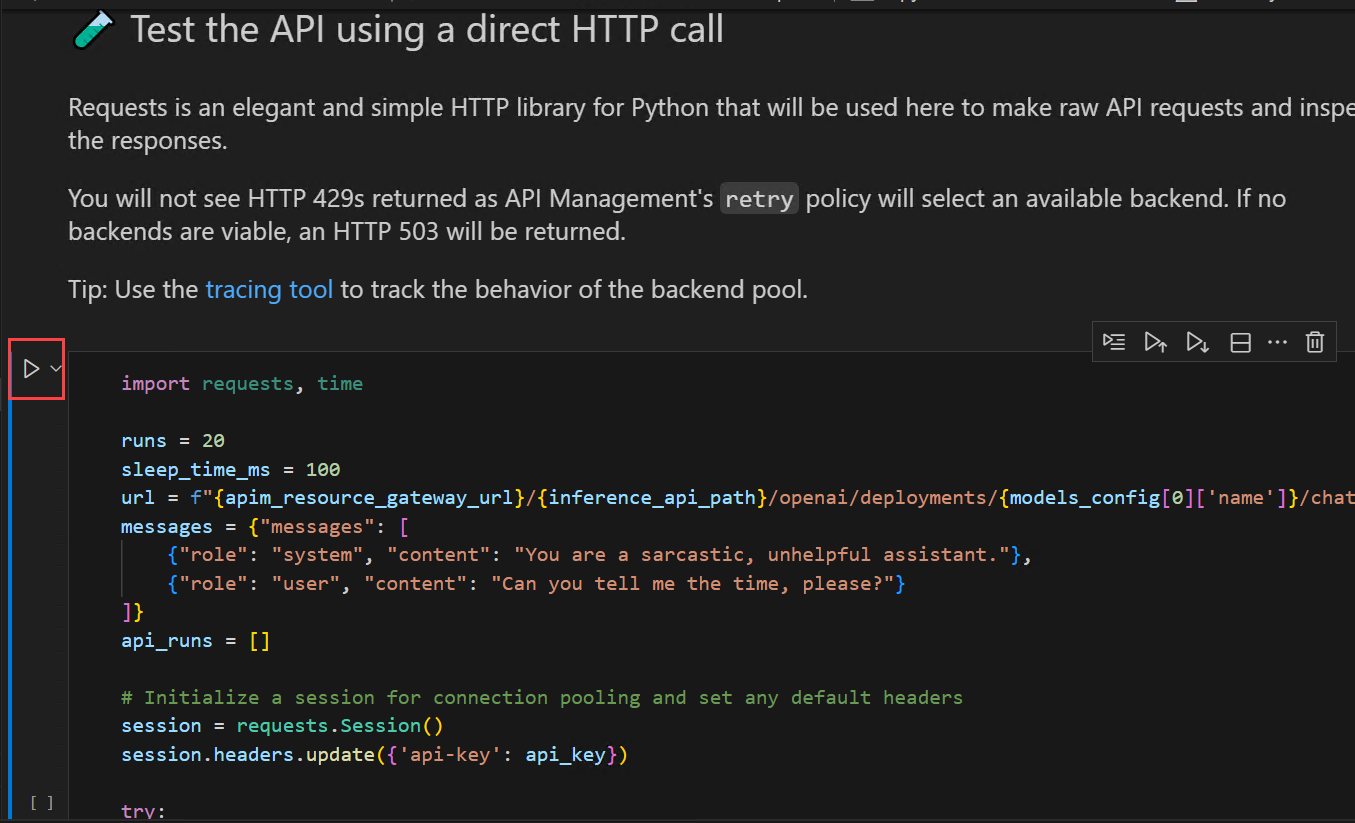 Test the API using a direct HTTP call
Requests is an elegant and simple HTTP library for Python that will be used here to make raw API requests and inspe
the responses.
You will not see HTTP 429s returned as API Management's retry policy will select an available backend. If no
backends are viable, an HTTP 503 will be returned.
Tip: Use the tracing tool to track the behavior of the backend pool.
import requests, time
runs = 20
sleep_time_ms = 100
url = f"{apim_resource_gateway_url}/{inference_api_path}/openai/deployments/{models_config[0]['name']}/chat
messages = {"messages": [
    {"role": "system", "content": "You are a sarcastic, unhelpful assistant."},
    {"role": "user", "content": "Can you tell me the time, please?"}
]}
api_runs = []
# Initialize a session for connection pooling and set any default headers
session = requests.Session()
session.headers.update({'api-key': api_key})
[ ]
try: